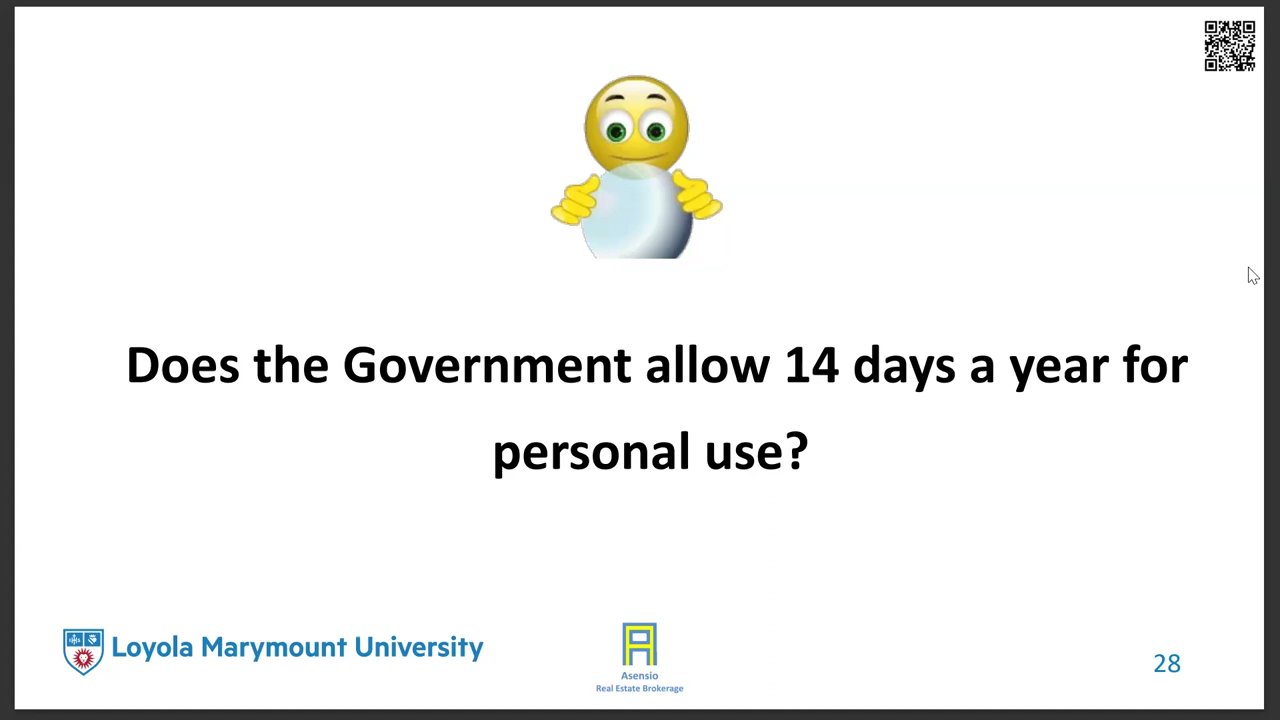 Does the Government allow 14 days a year for
personal use?
Loyola Marymount University
Asensio
Real Estate Brokerage
28